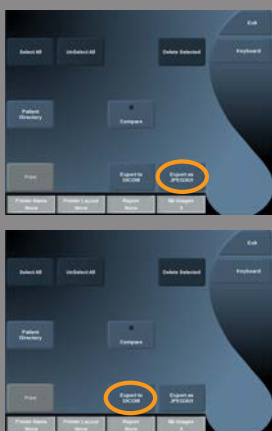 Exit
Select All UnSelect All Delete Selected Keyboard
Patient
Directory
Compare
Print
Export to
DICOM
Export as
JPEG/AVI
Printer Name
None
Printer Layout
None
Report
None
Nb Images
Exit
Select All UnSelect All Delete Selected Keyboard
Patient
Directory
Compare
Print
Export to
DICOM
Export as
JPEG/AVI
Printer Name
None
Printer Layout
None
Report
None
Nb Images